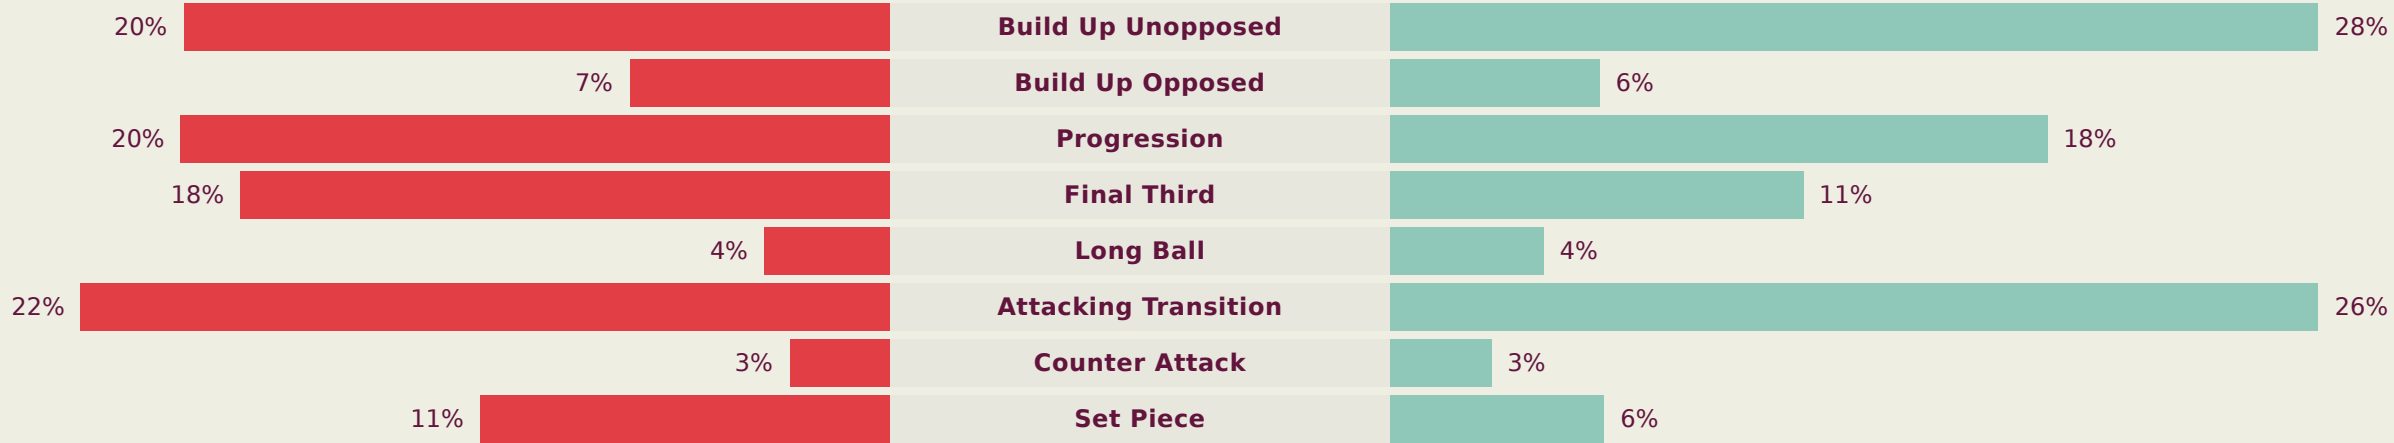 20% Build Up Unopposed 28%
7% Build Up Opposed 6%
20% Progression 18%
18% Final Third 11%
4% Long Ball 4%
22% Attacking Transition 26%
3% Counter Attack 3%
11% Set Piece 6%